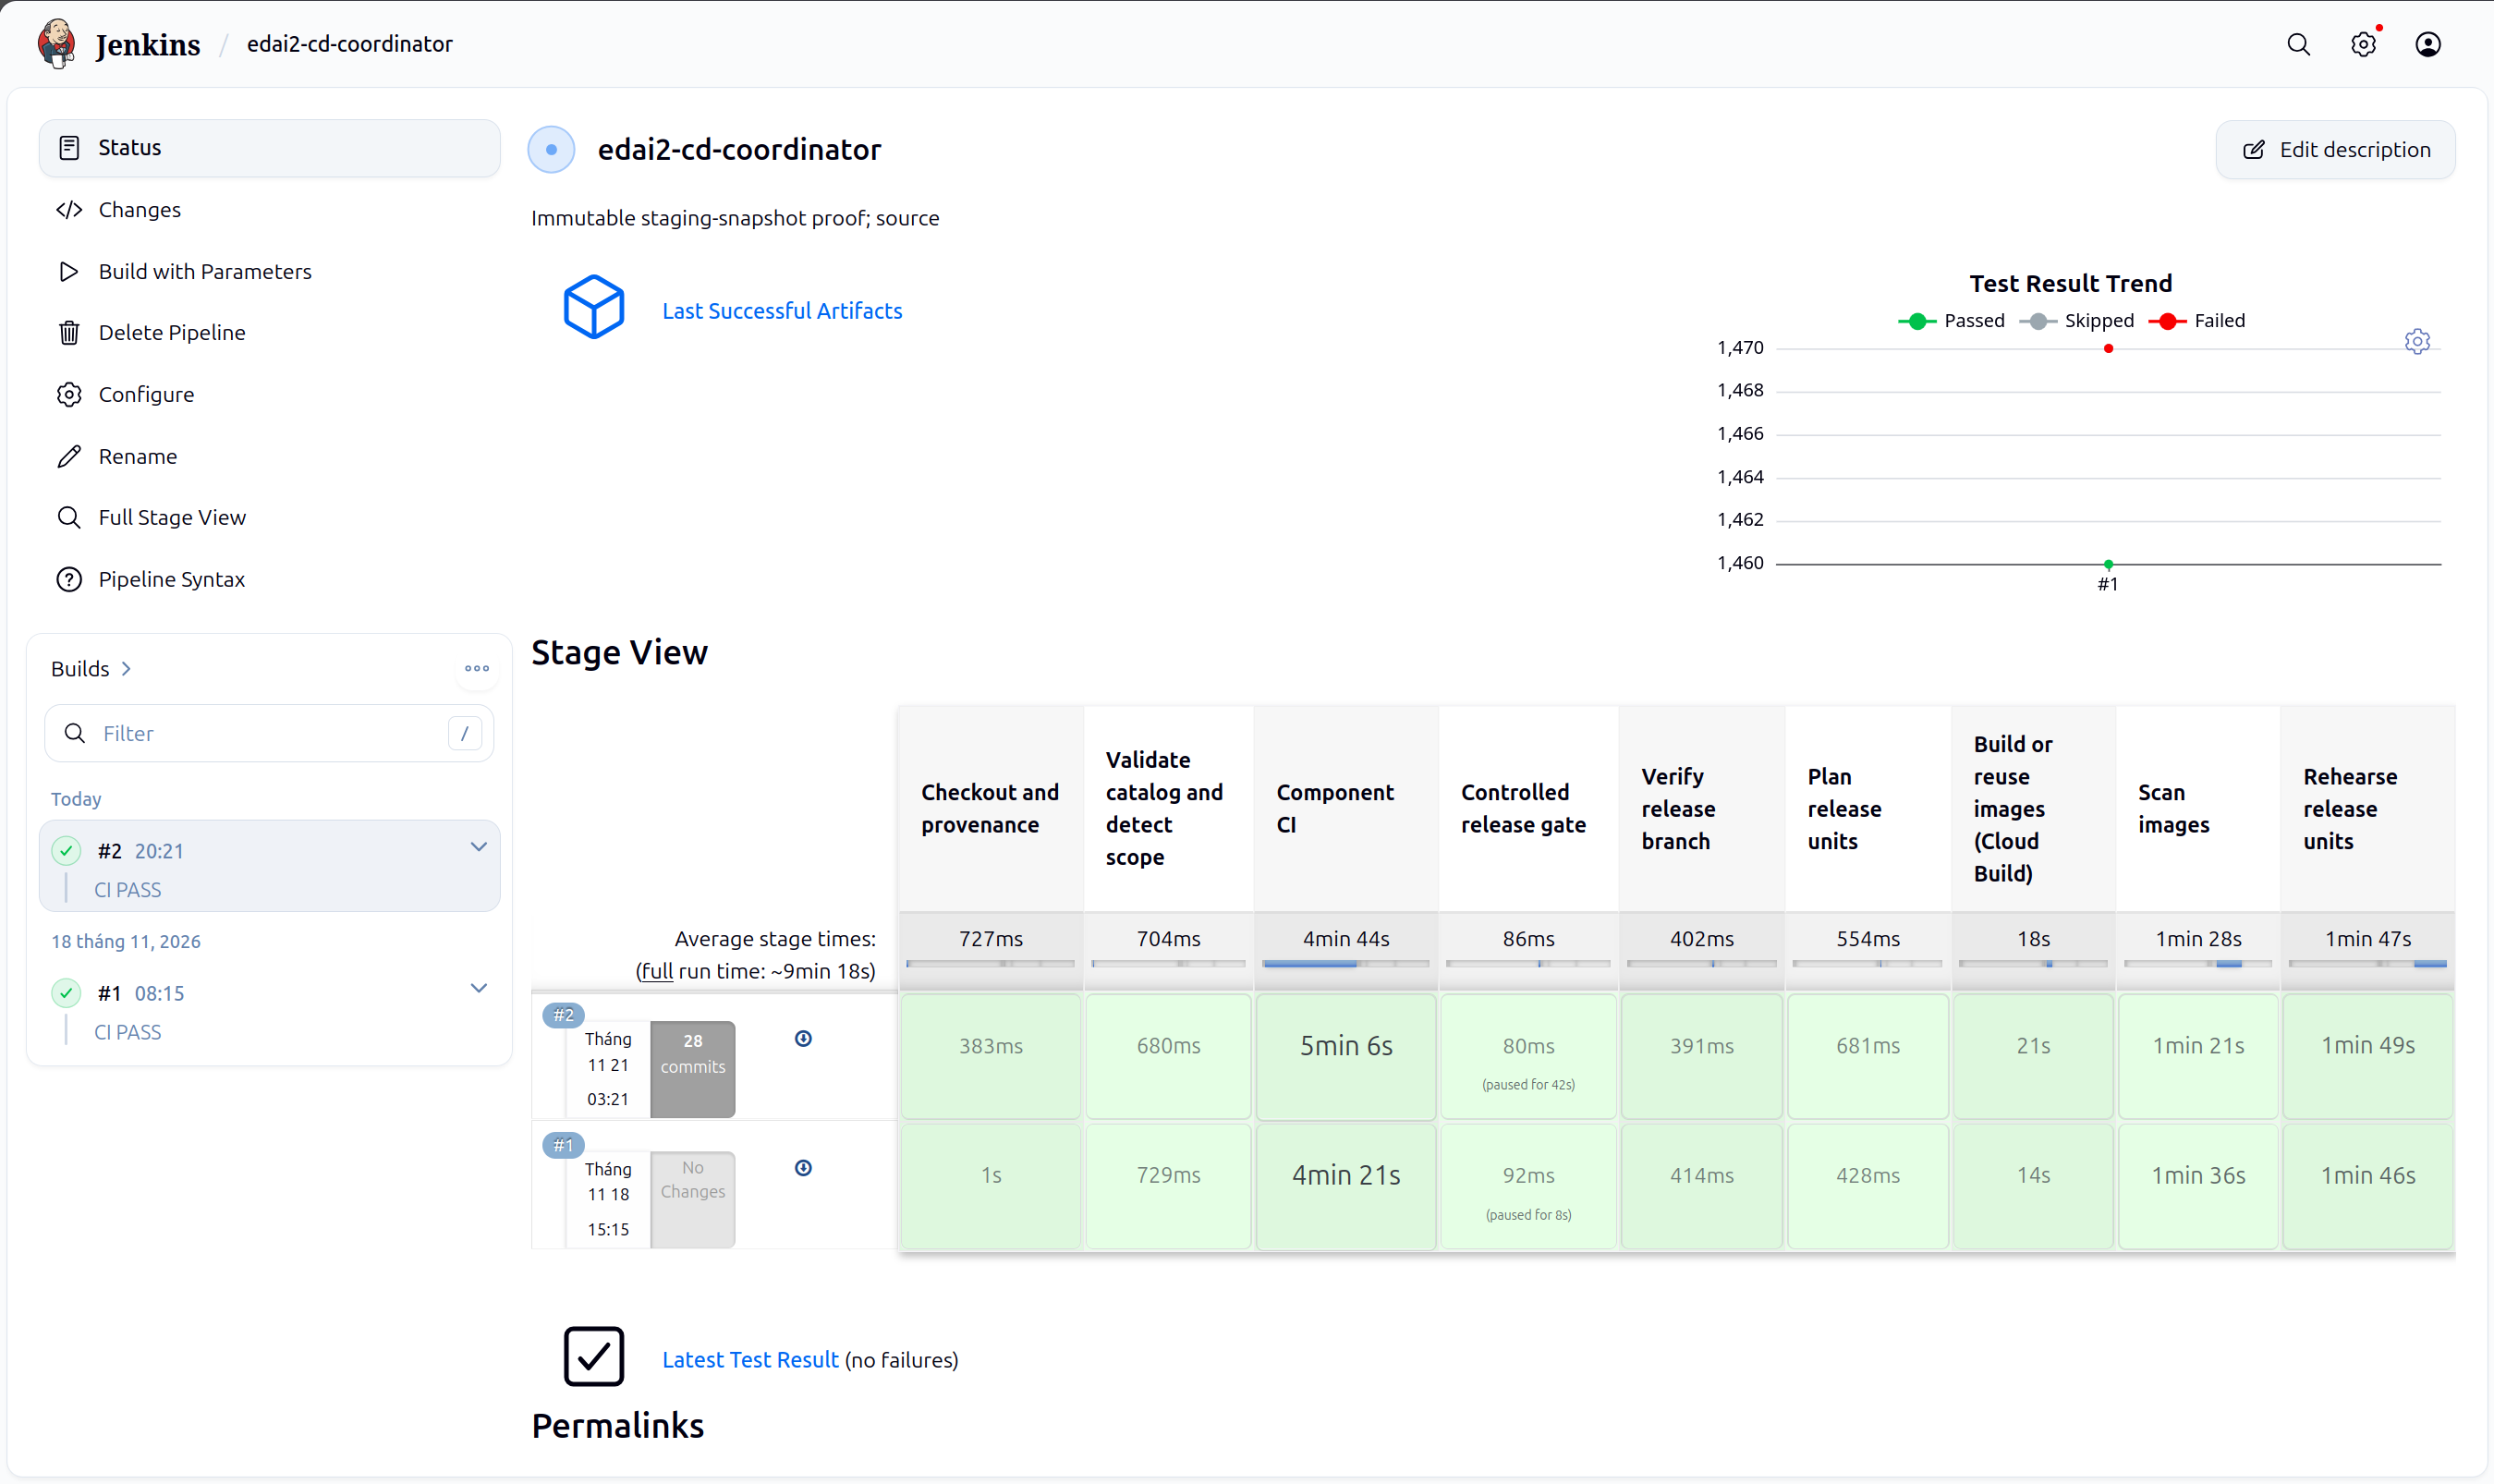 Jenkins / edai2-cd-coordinator
Status
Changes
Build with Parameters
Delete Pipeline
Configure
Rename
Full Stage View
Pipeline Syntax
Builds
Filter /
Today
#2 20:21
CI PASS
18 tháng 11, 2026
#1 08:15
CI PASS
edai2-cd-coordinator
Edit description
Immutable staging-snapshot proof; source
Last Successful Artifacts
Test Result Trend
Passed Skipped Failed
1,470
1,468
1,466
1,464
1,462
1,460
#1
Stage View
Checkout and
provenance
Validate
catalog and
detect
scope
Component
CI
Controlled
release gate
Verify
release
branch
Plan
release
units
Build or
reuse
images
(Cloud
Build)
Scan
images
Rehearse
release
units
Average stage times:
(full run time: ~9min 18s)
727ms 704ms 4min 44s 86ms 402ms 554ms 18s 1min 28s 1min 47s
#2
Tháng
11 21
03:21
28
commits
383ms 680ms 5min 6s 80ms 391ms 681ms 21s 1min 21s 1min 49s
(paused for 42s)
#1
Tháng
11 18
15:15
No
Changes
1s 729ms 4min 21s 92ms 414ms 428ms 14s 1min 36s 1min 46s
(paused for 8s)
Latest Test Result (no failures)
Permalinks